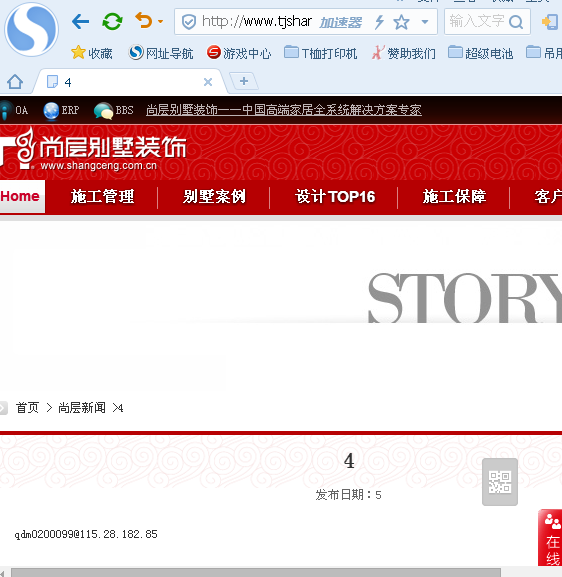 http://www.tjshar 加速器
输入文字
收藏 网址导航 游戏中心 T恤打印机 赞助我们 超级电池 吊用
4
OA ERP BBS 尚层别墅装饰——中国高端家居全系统解决方案专家
尚层别墅装饰
www.shangceng.com.cn
Home 施工管理 别墅案例 设计TOP16 施工保障 客户
STORY
首页 > 尚层新闻 >4
4
发布日期：5
qdm0200099@115.28.182.85
在
线